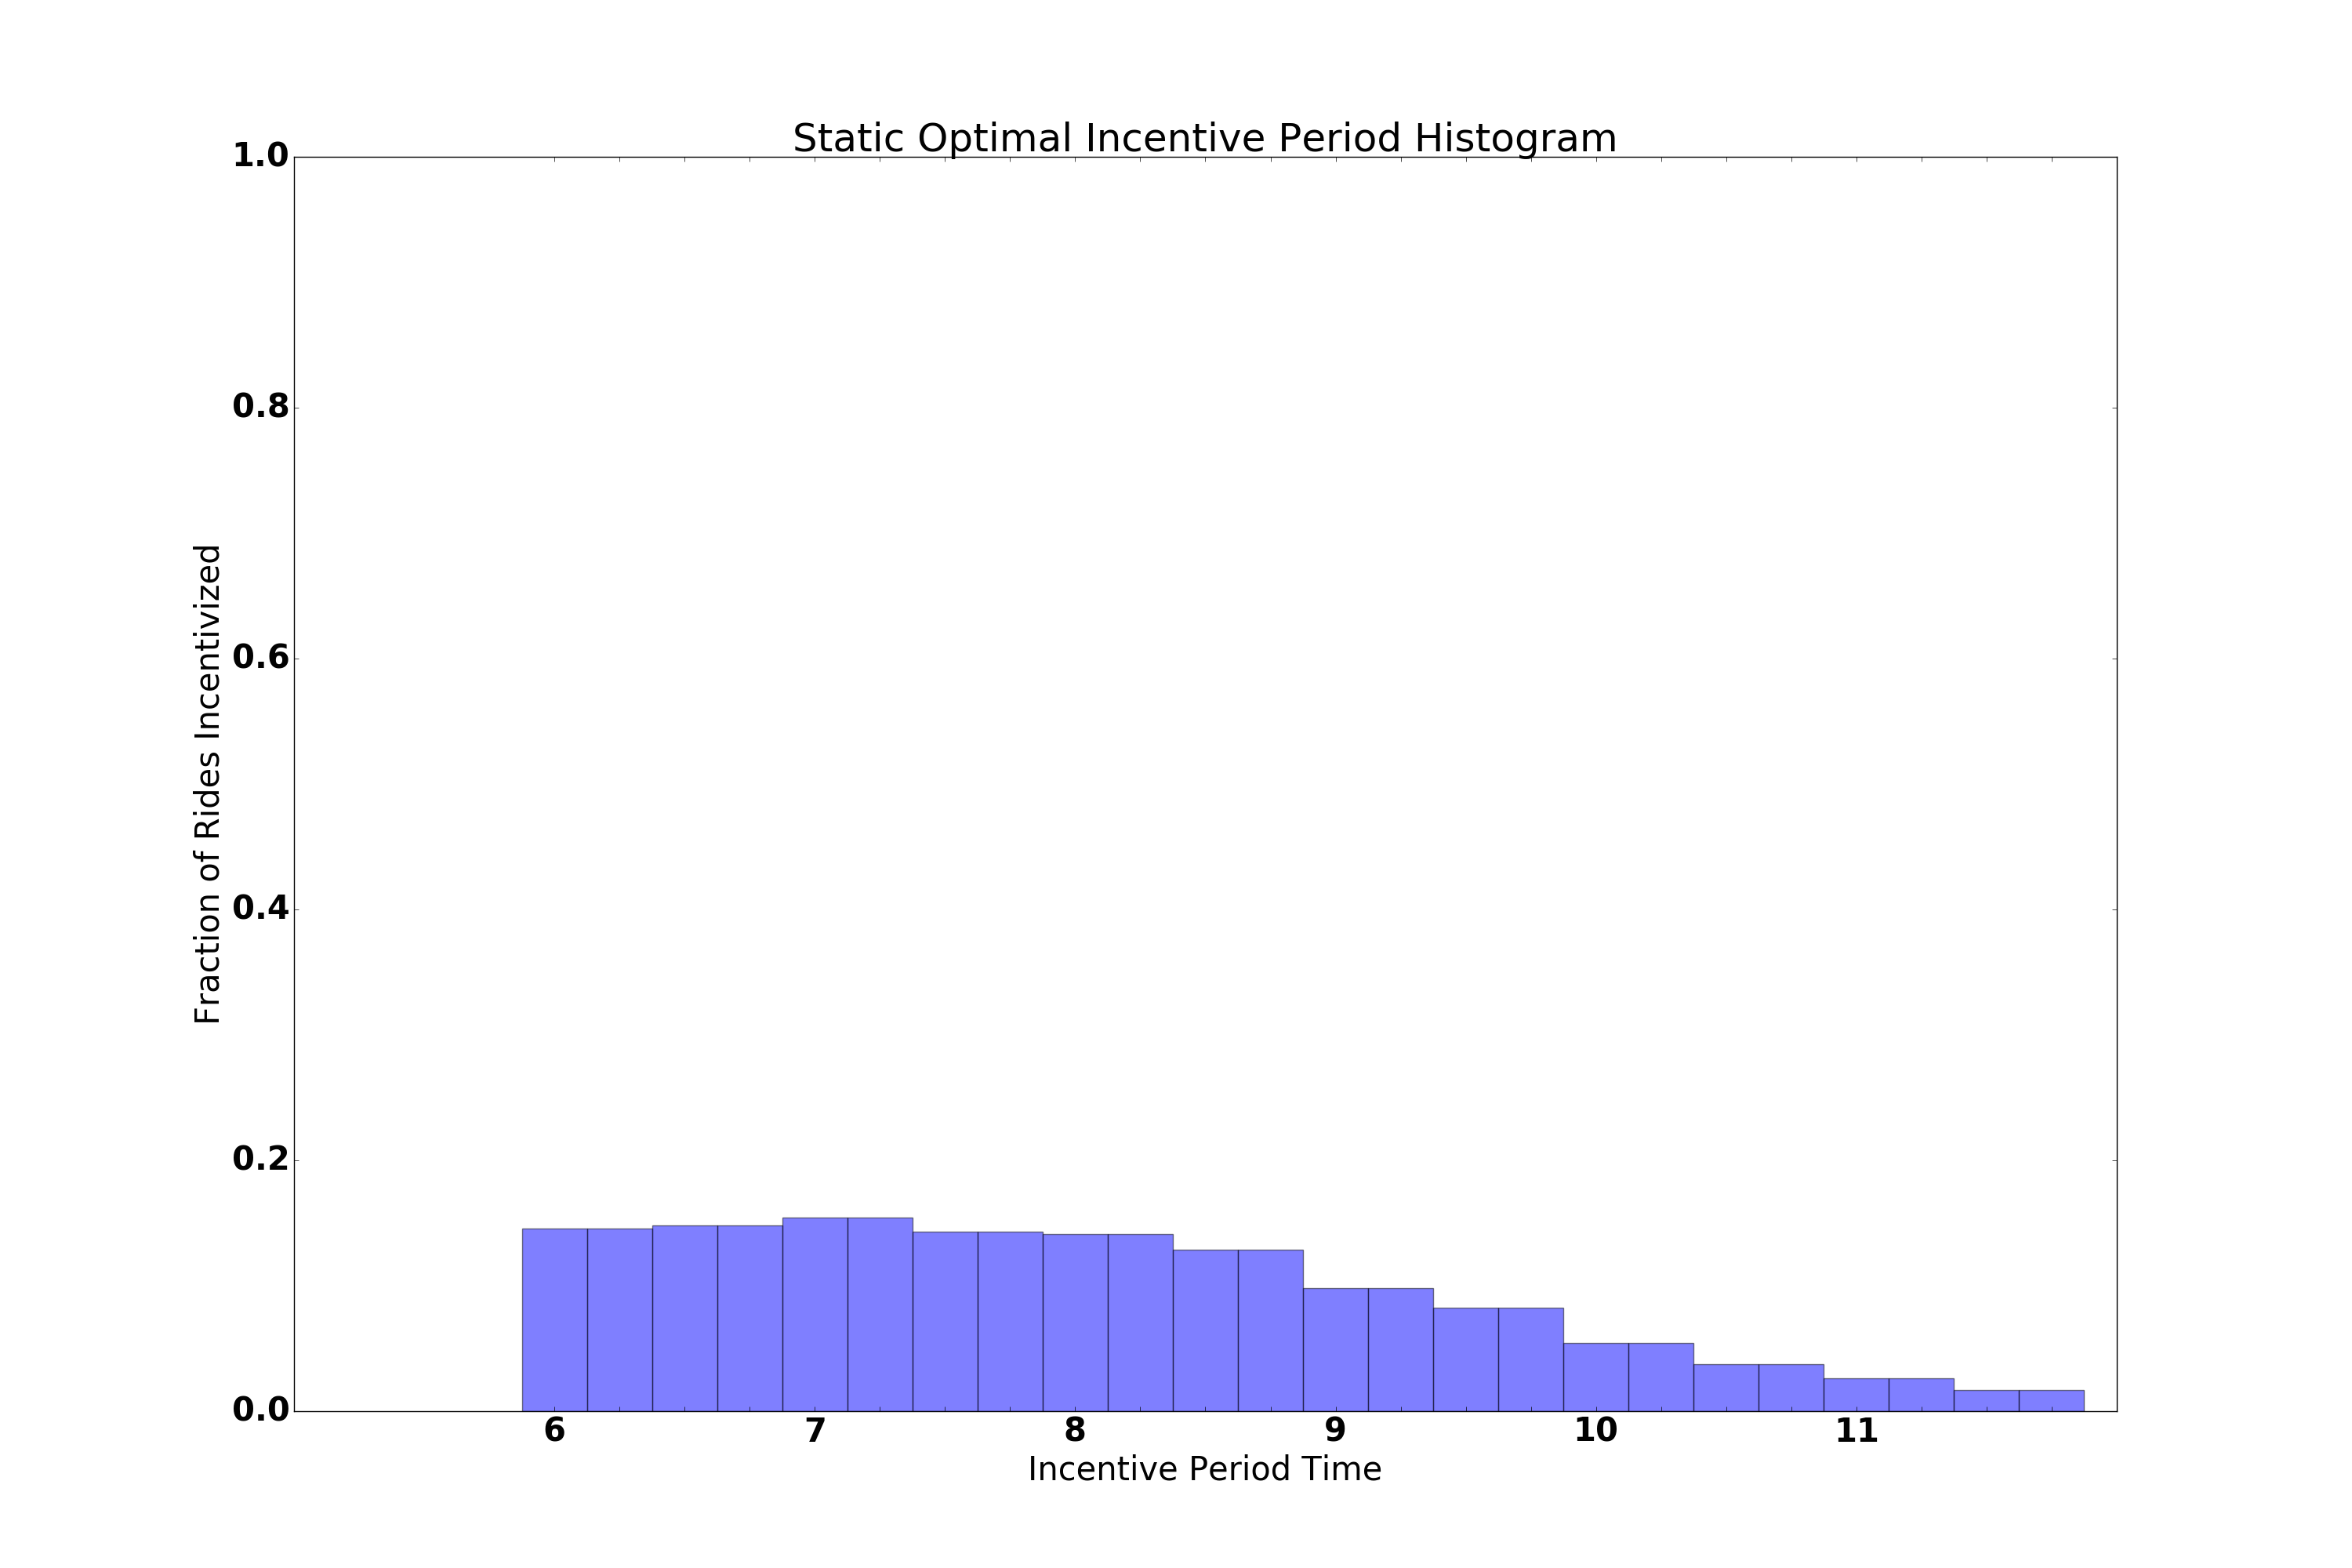 Static Optimal Incentive Period Histogram
1.0
0.8
0.6
0.4
0.2
0.0
Fraction of Rides Incentivized
6 7 8 9 10 11
Incentive Period Time